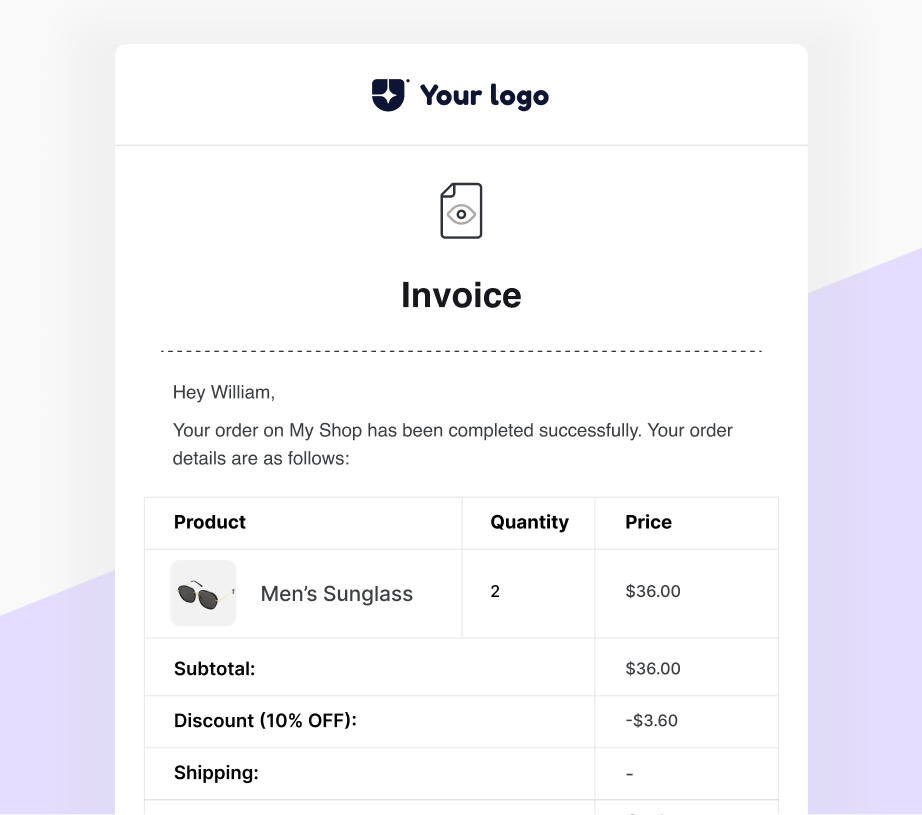 Your logo
Invoice
Hey William,
Your order on My Shop has been completed successfully. Your order
details are as follows:
Product Quantity Price
Men’s Sunglass 2 $36.00
Subtotal: $36.00
Discount (10% OFF): -$3.60
Shipping: -